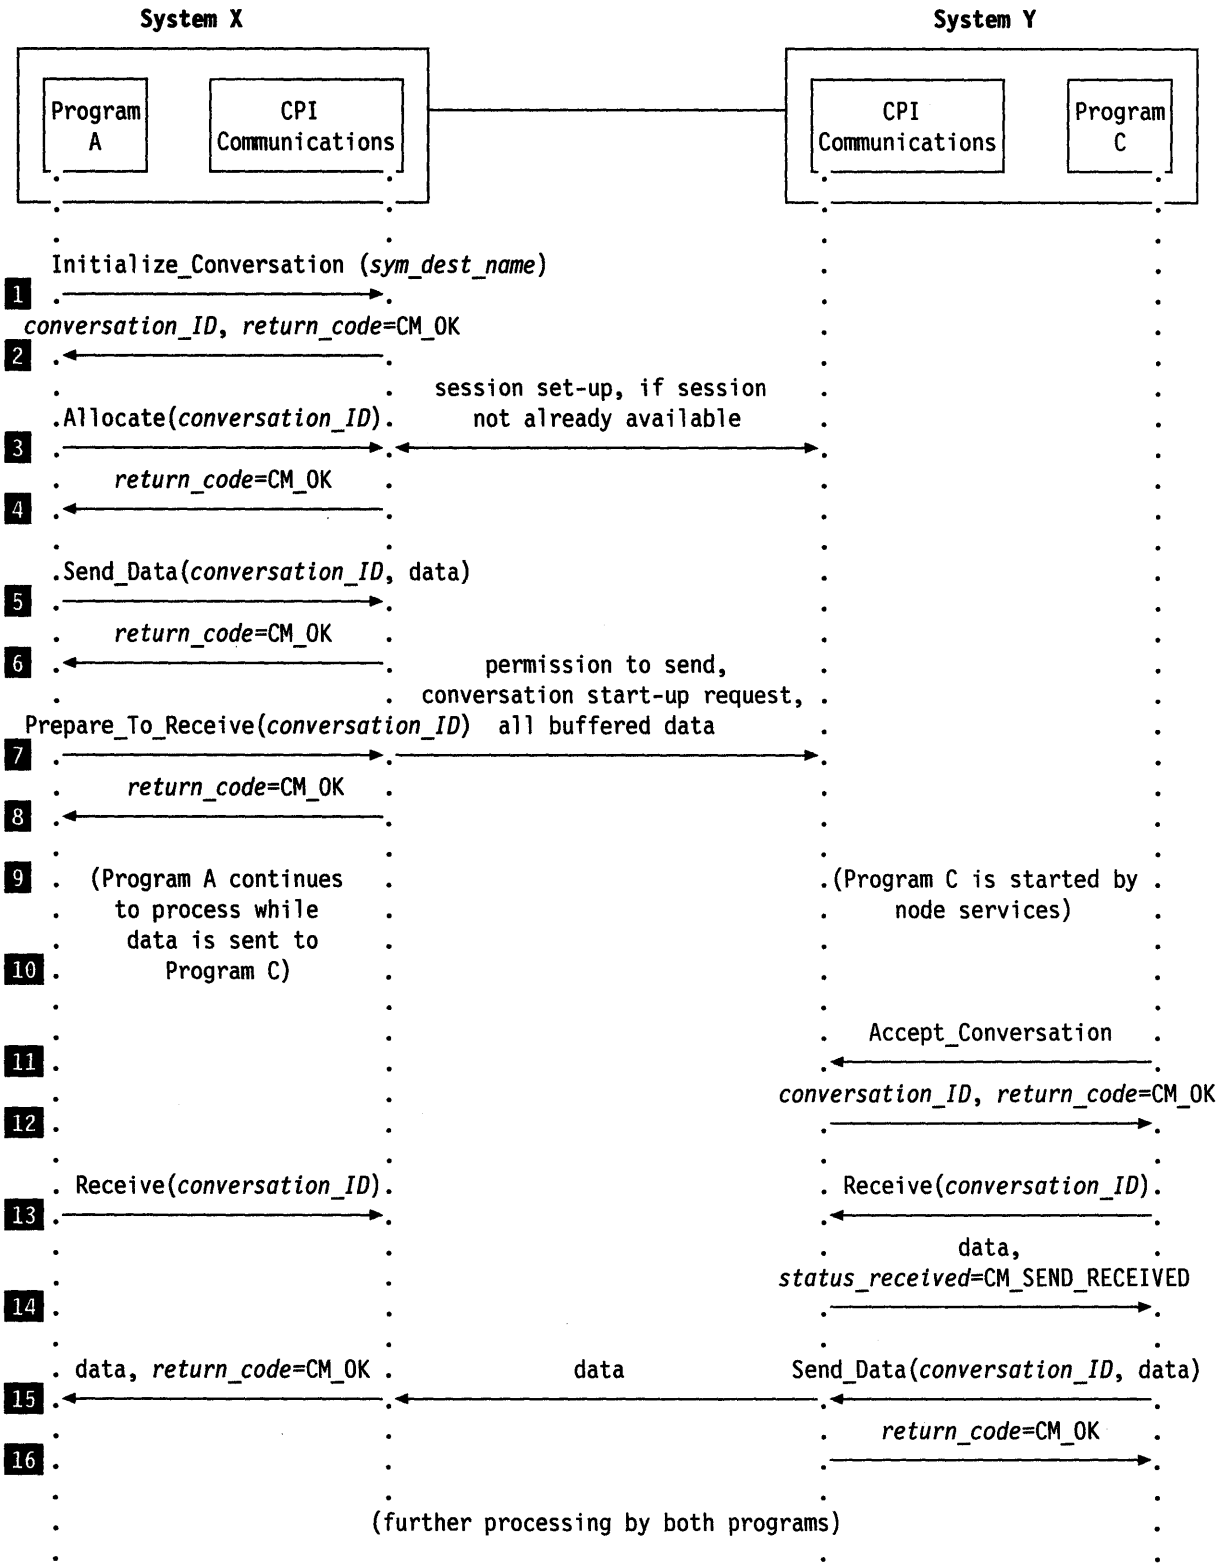 System X
System Y
Program
A
CPI
Communications
CPI
Communications
Program
C
Initialize_Conversation (sym_dest_name)
1
conversation_ID, return_code=CM_OK
2
session set-up, if session
not already available
Allocate(conversation_ID)
3
return_code=CM_OK
4
Send_Data(conversation_ID, data)
5
return_code=CM_OK
6
permission to send,
conversation start-up request,
all buffered data
Prepare_To_Receive(conversation_ID)
7
return_code=CM_OK
8
9
(Program A continues
to process while
data is sent to
Program C)
(Program C is started by
node services)
10
Accept_Conversation
11
conversation_ID, return_code=CM_OK
12
Receive(conversation_ID)
Receive(conversation_ID)
13
data,
status_received=CM_SEND_RECEIVED
14
data, return_code=CM_OK
data
Send_Data(conversation_ID, data)
15
return_code=CM_OK
16
(further processing by both programs)